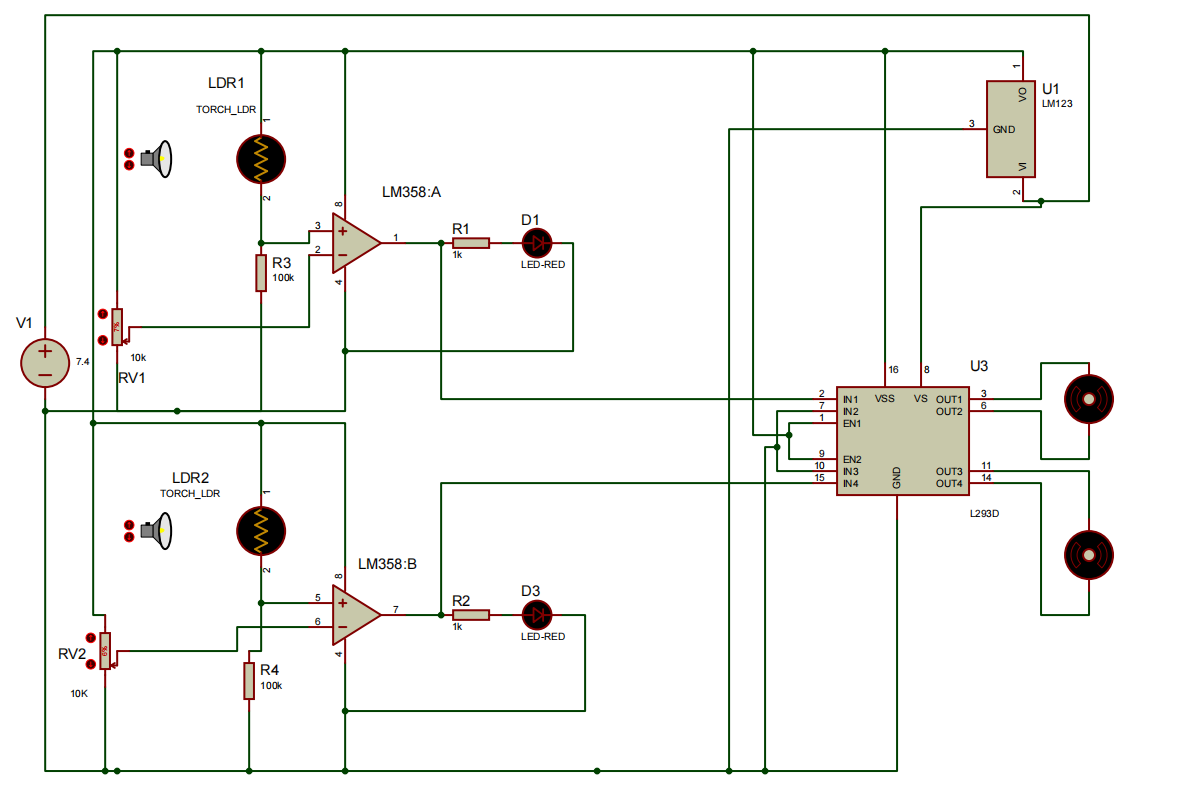 LDR1
TORCH_LDR
1
2
LM358:A
8
3
2
1
4
R1
1k
D1
LED-RED
R3
100k
V1
7.4
7%
10k
RV1
U1
LM123
1
VO
3
GND
VI
2
LDR2
TORCH_LDR
1
2
LM358:B
8
5
6
7
4
R2
1k
D3
LED-RED
RV2
6%
10K
R4
100k
U3
16
8
2 IN1 VSS VS OUT1 3
7 IN2 OUT2 6
1 EN1
9 EN2
10 IN3 OUT3 11
15 IN4 GND OUT4 14
L293D